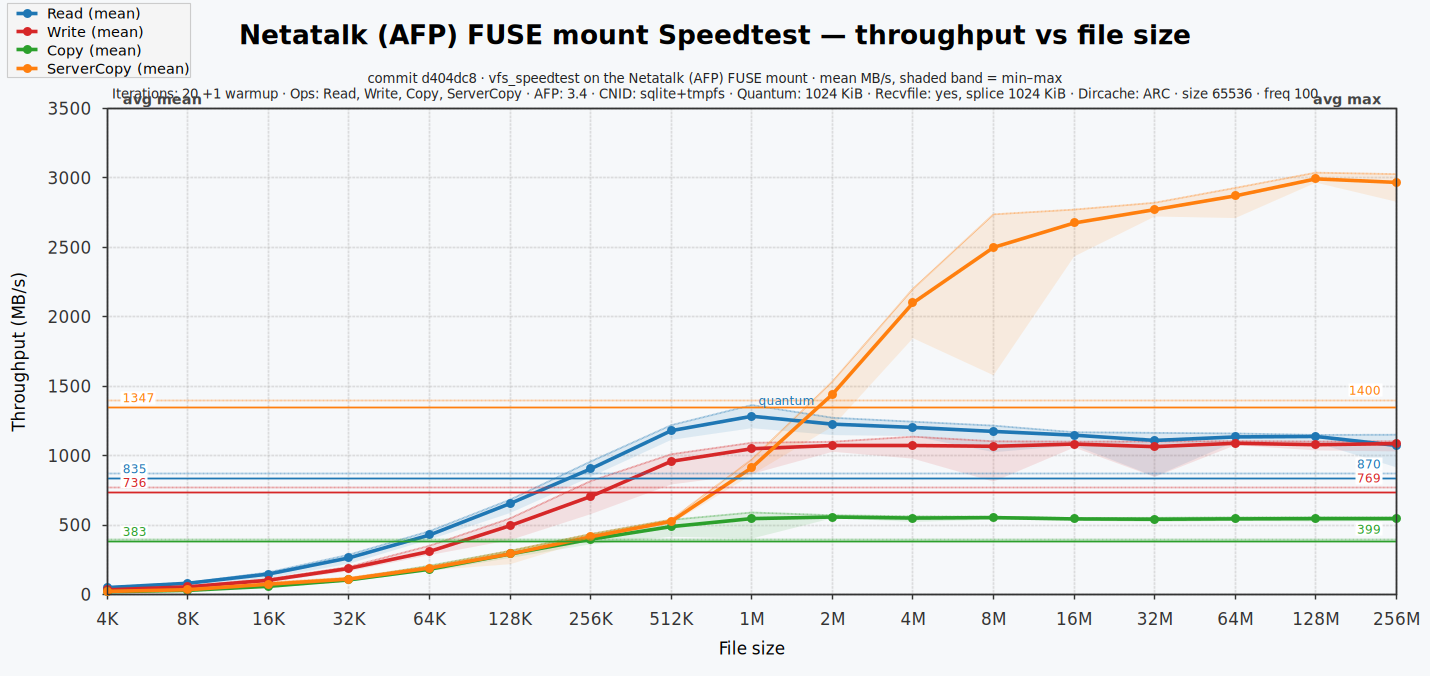 Read (mean)
Write (mean)
Copy (mean)
ServerCopy (mean)
Netatalk (AFP) FUSE mount Speedtest — throughput vs file size
commit d404dc8 · vfs_speedtest on the Netatalk (AFP) FUSE mount · mean MB/s, shaded band = min–max
Iterations: 20 +1 warmup · Ops: Read, Write, Copy, ServerCopy · AFP: 3.4 · CNID: sqlite+tmpfs · Quantum: 1024 KiB · Recvfile: yes, splice 1024 KiB · Dircache: ARC · size 65536 · freq 100
avg mean
avg max
3500
3000
2500
2000
1500
1000
500
0
Throughput (MB/s)
1347
835
736
383
quantum
1400
870
769
399
4K 8K 16K 32K 64K 128K 256K 512K 1M 2M 4M 8M 16M 32M 64M 128M 256M
File size